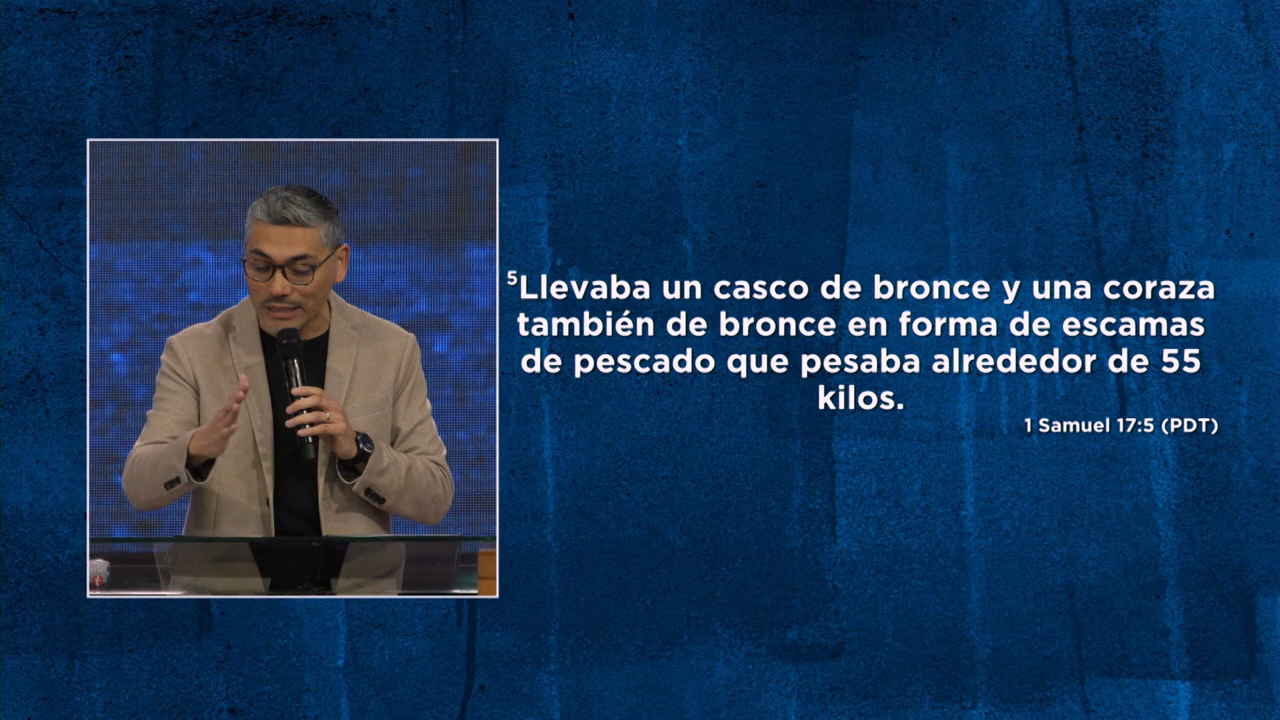 ⁵Llevaba un casco de bronce y una coraza
también de bronce en forma de escamas
de pescado que pesaba alrededor de 55
kilos.
1 Samuel 17:5 (PDT)